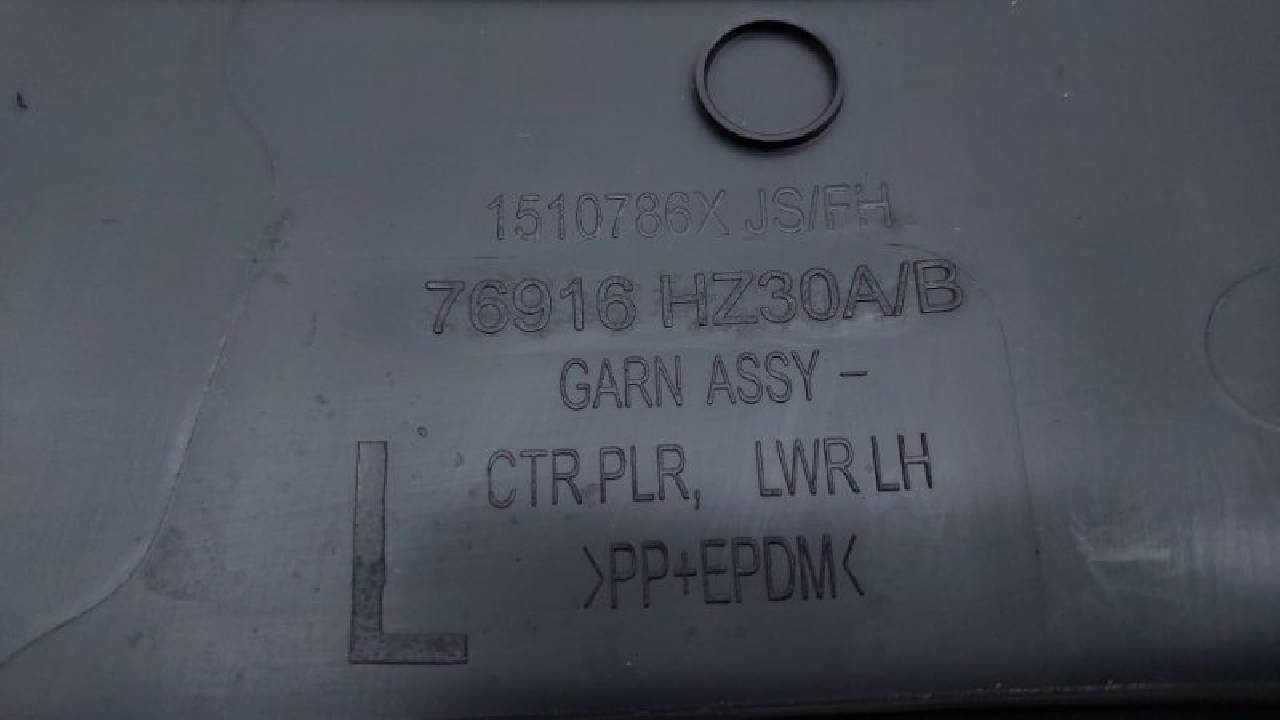 1510786X JS/FH
76916 HZ30A/B
GARN ASSY -
CTR PLR, LWR LH
>PP+EPDM<
L